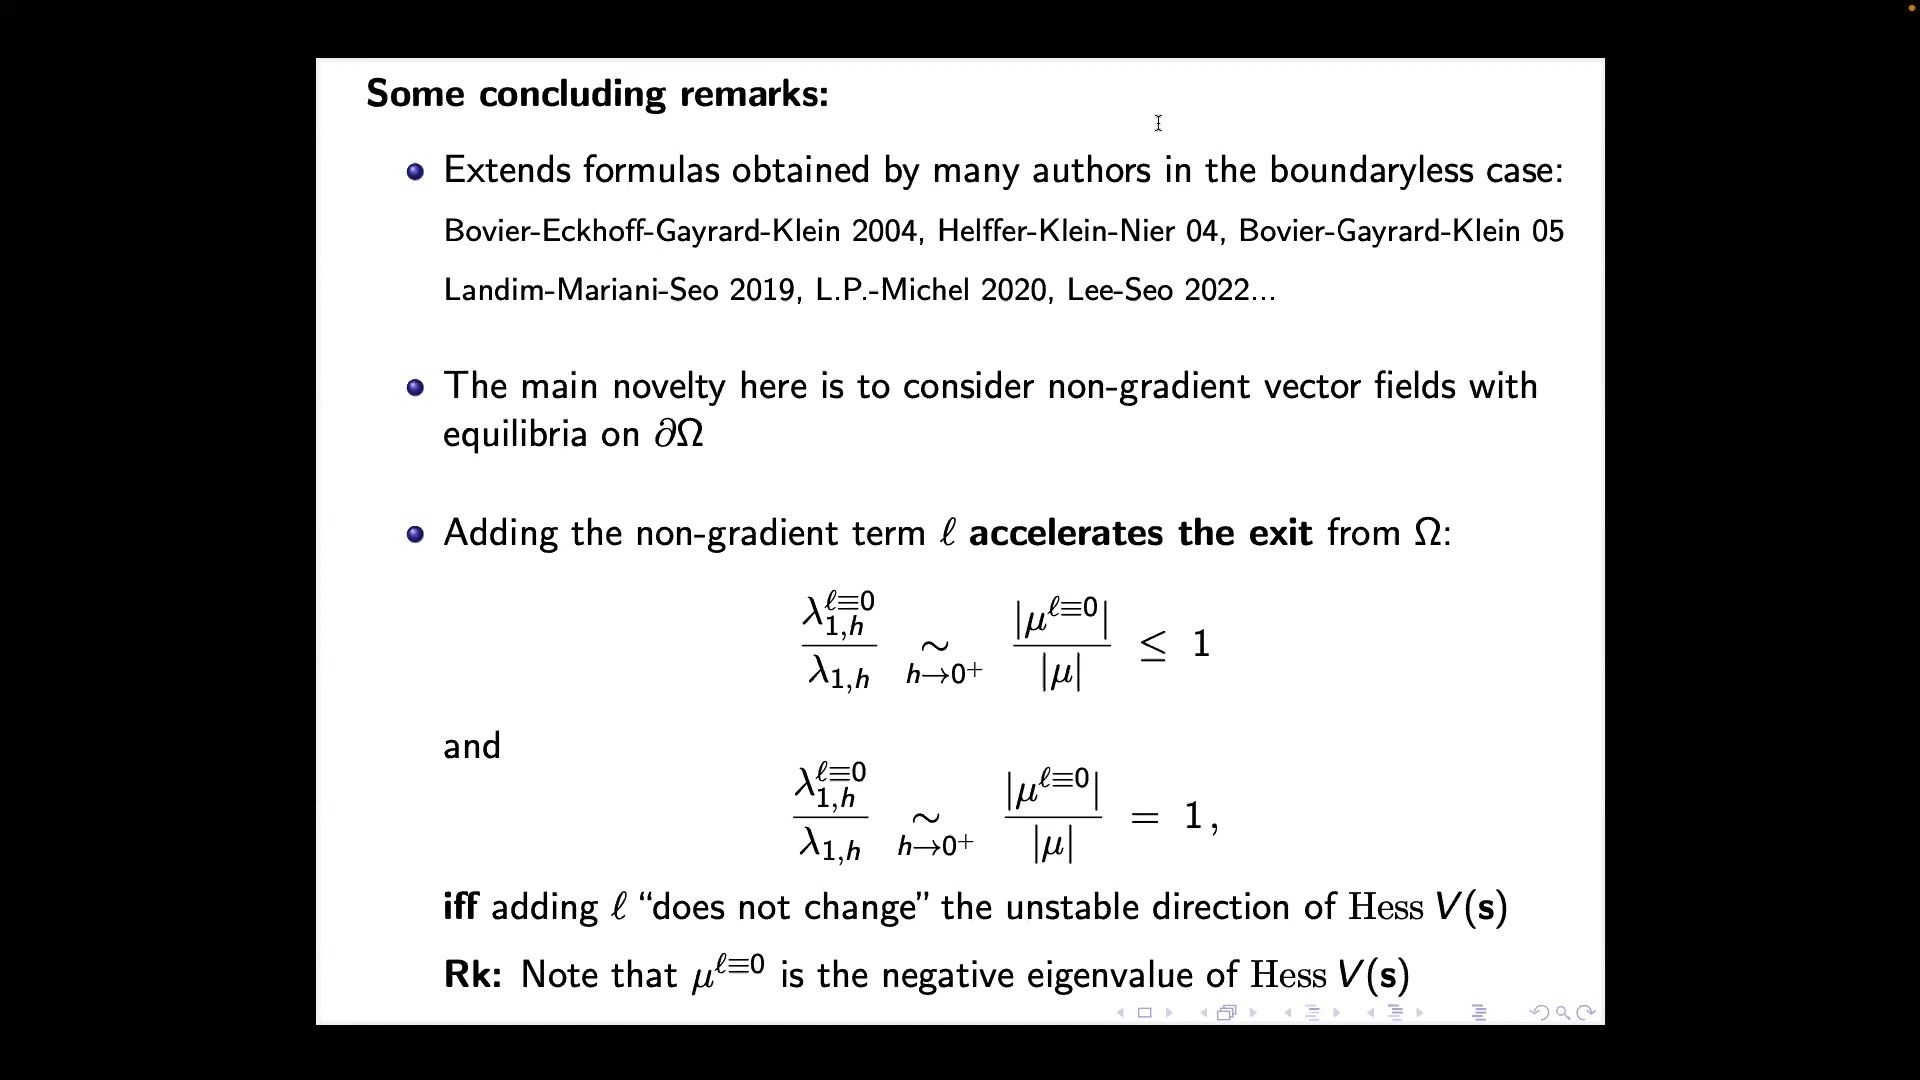 Some concluding remarks:
Extends formulas obtained by many authors in the boundaryless case:
Bovier-Eckhoff-Gayrard-Klein 2004, Helffer-Klein-Nier 04, Bovier-Gayrard-Klein 05
Landim-Mariani-Seo 2019, L.P.-Michel 2020, Lee-Seo 2022...
The main novelty here is to consider non-gradient vector fields with
equilibria on ∂Ω
Adding the non-gradient term ℓ accelerates the exit from Ω:
λ_{1,h}^{ℓ≡0} / λ_{1,h} ∼_{h→0⁺} |μ^{ℓ≡0}| / |μ| ≤ 1
and
λ_{1,h}^{ℓ≡0} / λ_{1,h} ∼_{h→0⁺} |μ^{ℓ≡0}| / |μ| = 1,
iff adding ℓ “does not change” the unstable direction of Hess V(s)
Rk: Note that μ^{ℓ≡0} is the negative eigenvalue of Hess V(s)